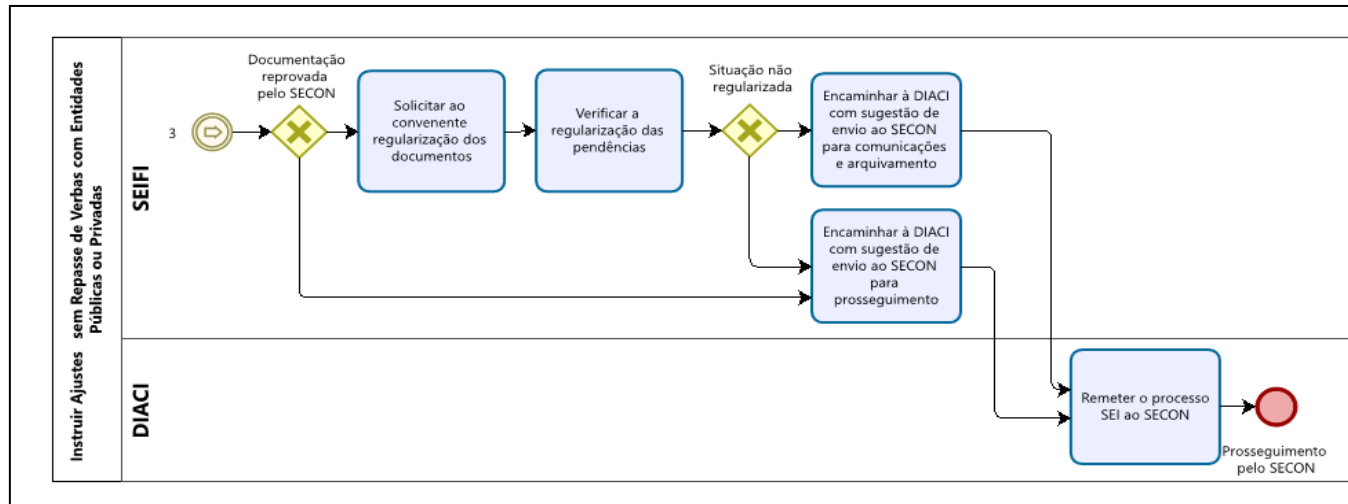 Instruir Ajustes sem Repasse de Verbas com Entidades
Públicas ou Privadas
SEIFI
3
Documentação
reprovada
pelo SECON
Solicitar ao
convenente
regularização dos
documentos
Verificar a
regularização das
pendências
Situação não
regularizada
Encaminhar à DIACI
com sugestão de
envio ao SECON
para comunicações
e arquivamento
Encaminhar à DIACI
com sugestão de
envio ao SECON
para
prosseguimento
DIACI
Remeter o processo
SEI ao SECON
Prosseguimento
pelo SECON